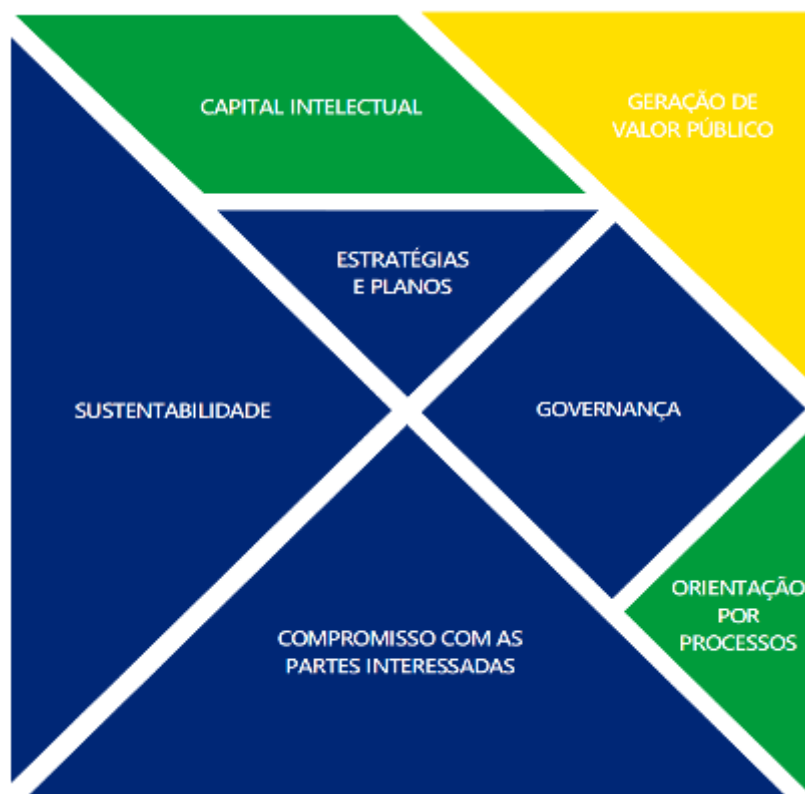 CAPITAL INTELECTUAL
GERAÇÃO DE
VALOR PÚBLICO
ESTRATÉGIAS
E PLANOS
SUSTENTABILIDADE
GOVERNANÇA
ORIENTAÇÃO
POR
PROCESSOS
COMPROMISSO COM AS
PARTES INTERESSADAS